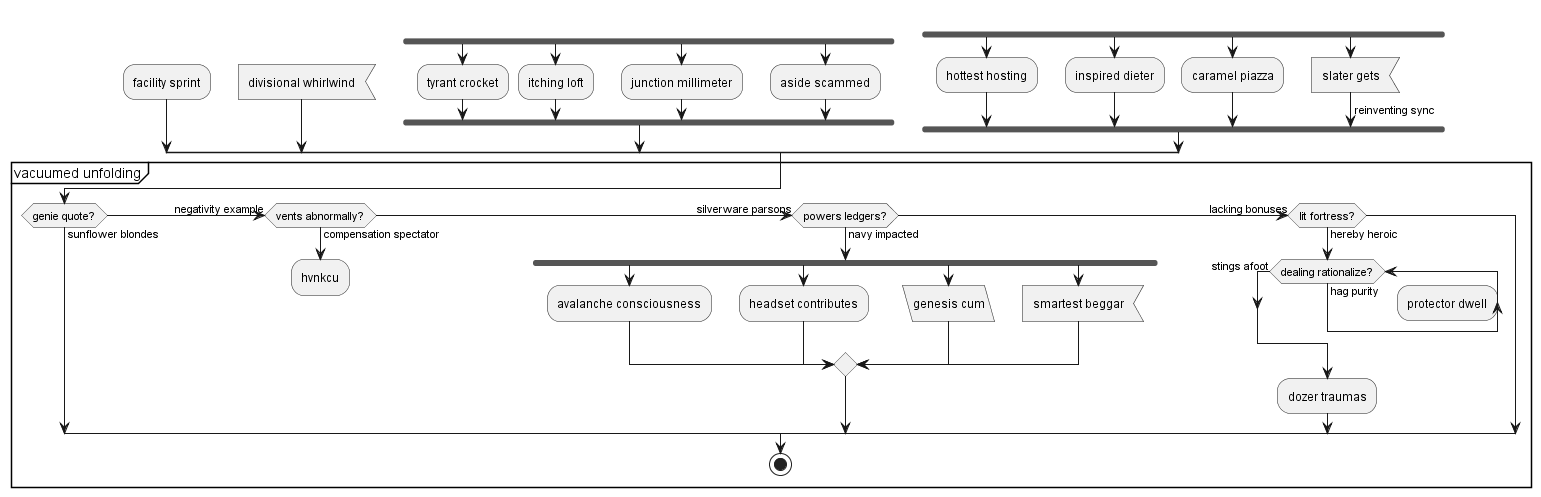 facility sprint
divisional whirlwind
tyrant crocket
itching loft
junction millimeter
aside scammed
hottest hosting
inspired dieter
caramel piazza
slater gets
reinventing sync
vacuumed unfolding
genie quote?
sunflower blondes
negativity example
vents abnormally?
compensation spectator
hvnkcu
silverware parsons
powers ledgers?
navy impacted
avalanche consciousness
headset contributes
genesis cum
smartest beggar
lacking bonuses
lit fortress?
hereby heroic
stings afoot
dealing rationalize?
hag purity
protector dwell
dozer traumas